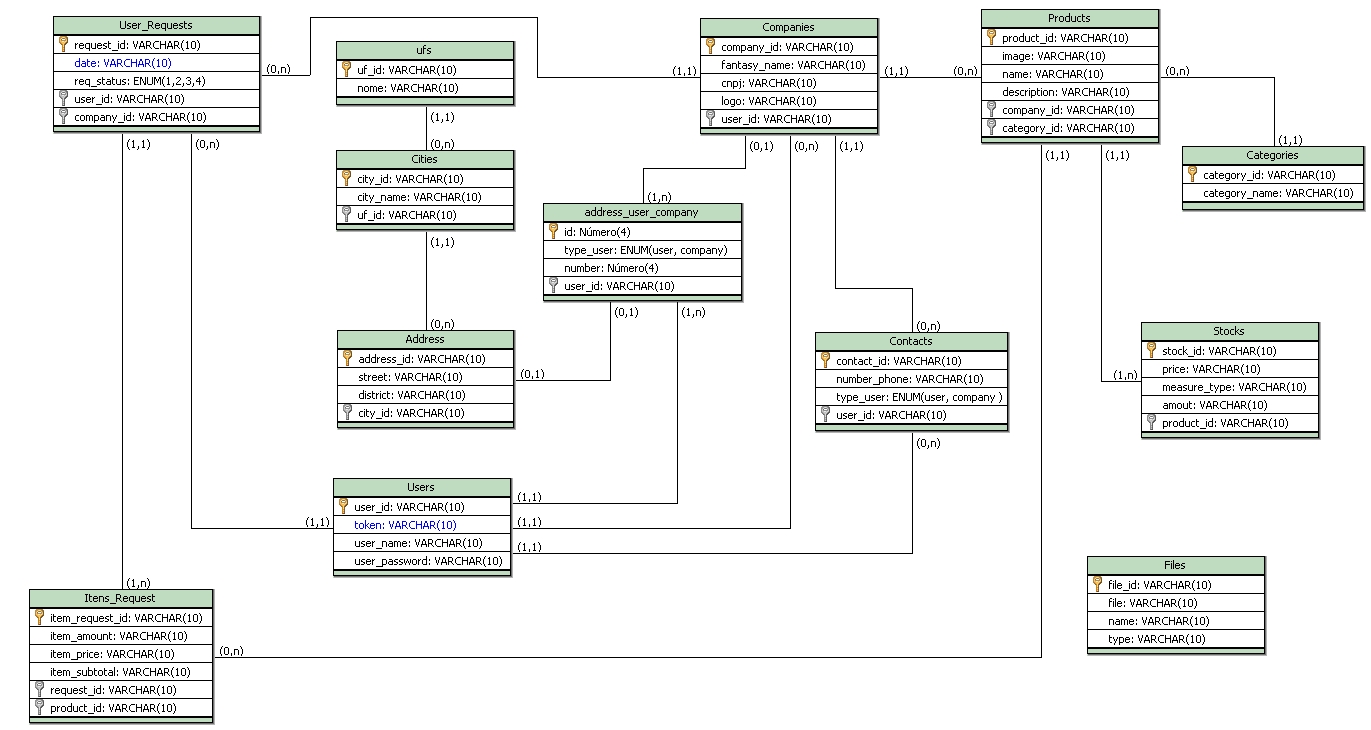 User_Requests
request_id: VARCHAR(10)
date: VARCHAR(10)
req_status: ENUM(1,2,3,4)
user_id: VARCHAR(10)
company_id: VARCHAR(10)
(0,n)
(1,1)
(0,n)
ufs
uf_id: VARCHAR(10)
nome: VARCHAR(10)
(1,1)
(0,n)
Cities
city_id: VARCHAR(10)
city_name: VARCHAR(10)
uf_id: VARCHAR(10)
(1,1)
(0,n)
Address
address_id: VARCHAR(10)
street: VARCHAR(10)
district: VARCHAR(10)
city_id: VARCHAR(10)
(0,1)
Companies
company_id: VARCHAR(10)
fantasy_name: VARCHAR(10)
cnpj: VARCHAR(10)
logo: VARCHAR(10)
user_id: VARCHAR(10)
(1,1)
(1,1)
(0,1)
(0,n)
(1,1)
(1,n)
address_user_company
id: Número(4)
type_user: ENUM(user, company)
number: Número(4)
user_id: VARCHAR(10)
(0,1)
(1,n)
Products
product_id: VARCHAR(10)
image: VARCHAR(10)
name: VARCHAR(10)
description: VARCHAR(10)
company_id: VARCHAR(10)
category_id: VARCHAR(10)
(0,n)
(0,n)
(1,1)
(1,1)
(1,1)
Categories
category_id: VARCHAR(10)
category_name: VARCHAR(10)
(0,n)
Contacts
contact_id: VARCHAR(10)
number_phone: VARCHAR(10)
type_user: ENUM(user, company )
user_id: VARCHAR(10)
(0,n)
(1,n)
Stocks
stock_id: VARCHAR(10)
price: VARCHAR(10)
measure_type: VARCHAR(10)
amout: VARCHAR(10)
product_id: VARCHAR(10)
(1,1)
Users
user_id: VARCHAR(10)
token: VARCHAR(10)
user_name: VARCHAR(10)
user_password: VARCHAR(10)
(1,1)
(1,1)
(1,1)
Files
file_id: VARCHAR(10)
file: VARCHAR(10)
name: VARCHAR(10)
type: VARCHAR(10)
(1,n)
Itens_Request
item_request_id: VARCHAR(10)
item_amount: VARCHAR(10)
item_price: VARCHAR(10)
item_subtotal: VARCHAR(10)
request_id: VARCHAR(10)
product_id: VARCHAR(10)
(0,n)